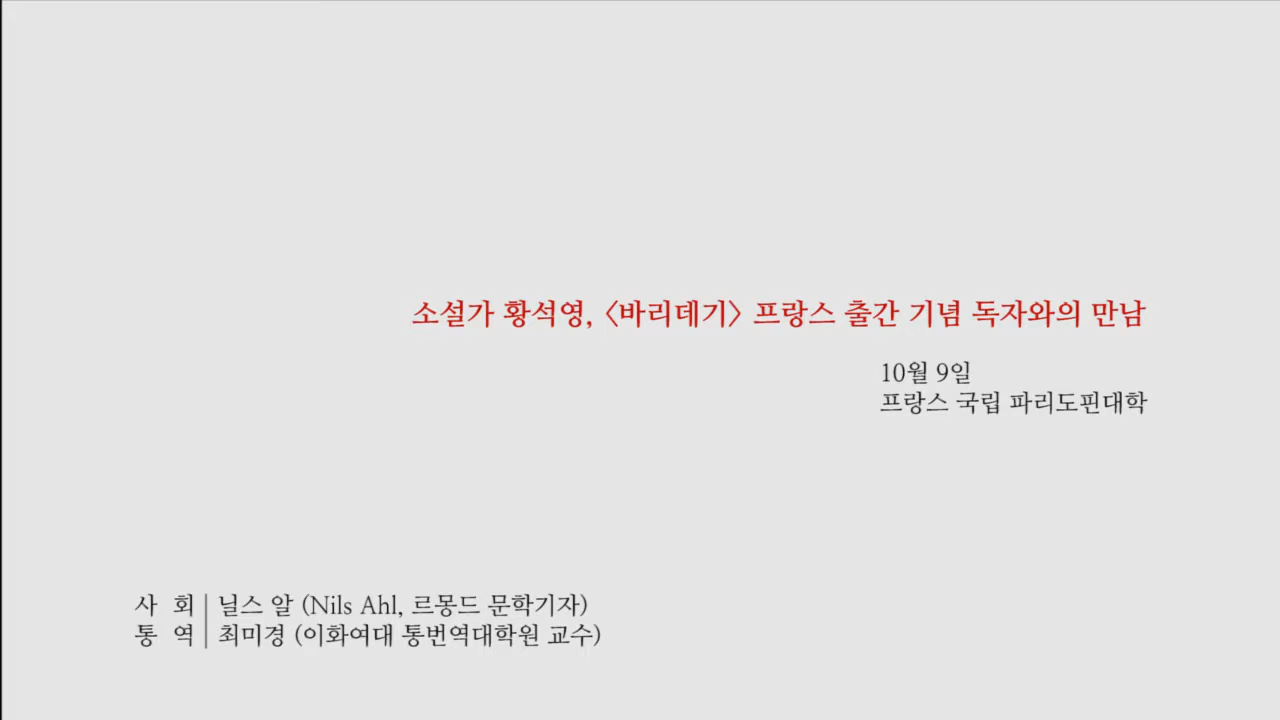 소설가 황석영, 〈바리데기〉 프랑스 출간 기념 독자와의 만남
10월 9일
프랑스 국립 파리도핀대학
사 회 | 닐스 알 (Nils Ahl, 르몽드 문학기자)
통 역 | 최미경 (이화여대 통번역대학원 교수)